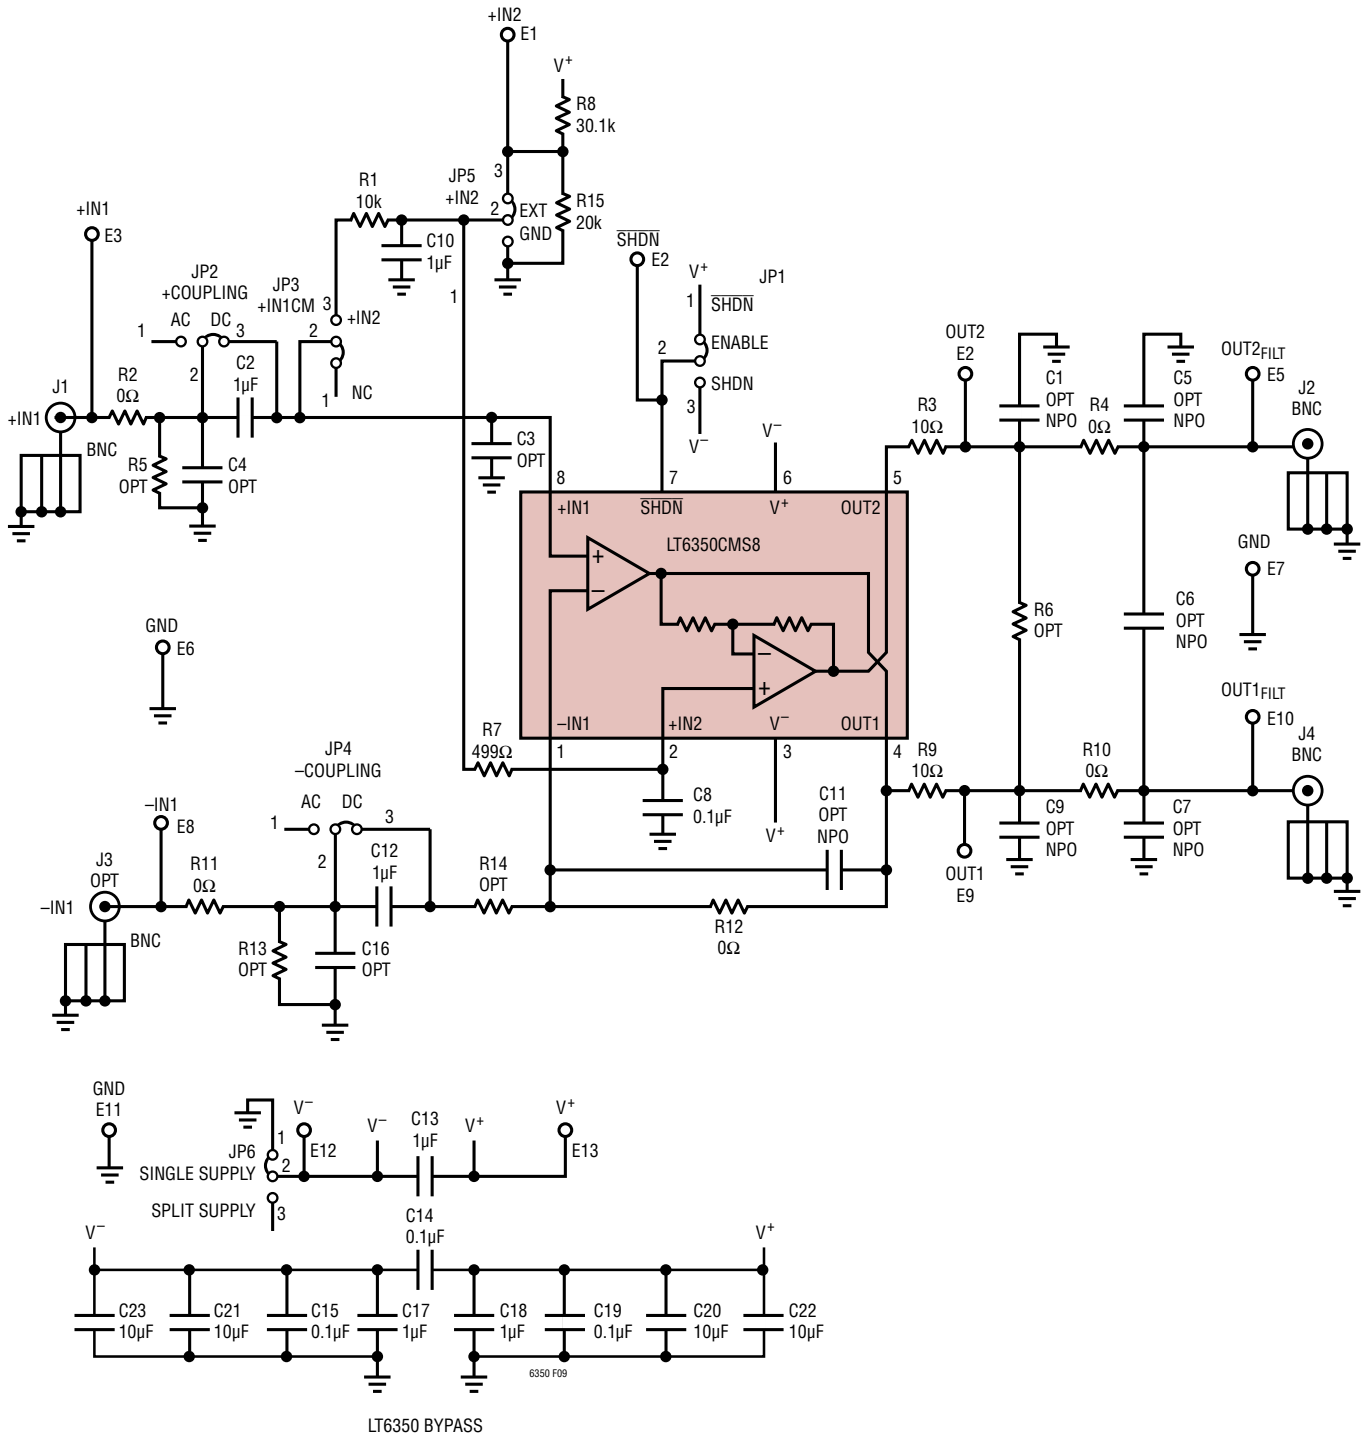 +IN2
E1
V+
R8
30.1k
3
JP5
+IN2
2
EXT
GND
R15
20k
R1
10k
C10
1µF
+IN1
E3
JP2
+COUPLING
1
AC
DC
3
2
C2
1µF
JP3
+IN1CM
3
+IN2
2
1
NC
1
SHDN
E2
V+
JP1
1
SHDN
2
ENABLE
SHDN
3
V–
J1
+IN1
BNC
R2
0Ω
R5
OPT
C4
OPT
C3
OPT
V–
8
7
6
5
+IN1
SHDN
V+
OUT2
LT6350CMS8
+
–
–
+
–IN1
+IN2
V–
OUT1
1
2
3
4
V+
OUT2
E2
R3
10Ω
C1
OPT
NPO
R4
0Ω
C5
OPT
NPO
OUT2FILT
E5
J2
BNC
GND
E7
R6
OPT
C6
OPT
NPO
OUT1FILT
E10
J4
BNC
R9
10Ω
R10
0Ω
C9
OPT
NPO
C7
OPT
NPO
OUT1
E9
GND
E6
R7
499Ω
C8
0.1µF
C11
OPT
NPO
JP4
–COUPLING
1
AC
DC
3
2
–IN1
E8
J3
OPT
–IN1
BNC
R11
0Ω
C12
1µF
R14
OPT
R13
OPT
C16
OPT
R12
0Ω
GND
E11
JP6
1
2
SINGLE SUPPLY
SPLIT SUPPLY
3
V–
E12
V–
C13
1µF
V+
V+
E13
V–
C14
0.1µF
V+
C23
10µF
C21
10µF
C15
0.1µF
C17
1µF
C18
1µF
C19
0.1µF
C20
10µF
C22
10µF
6350 F09
LT6350 BYPASS